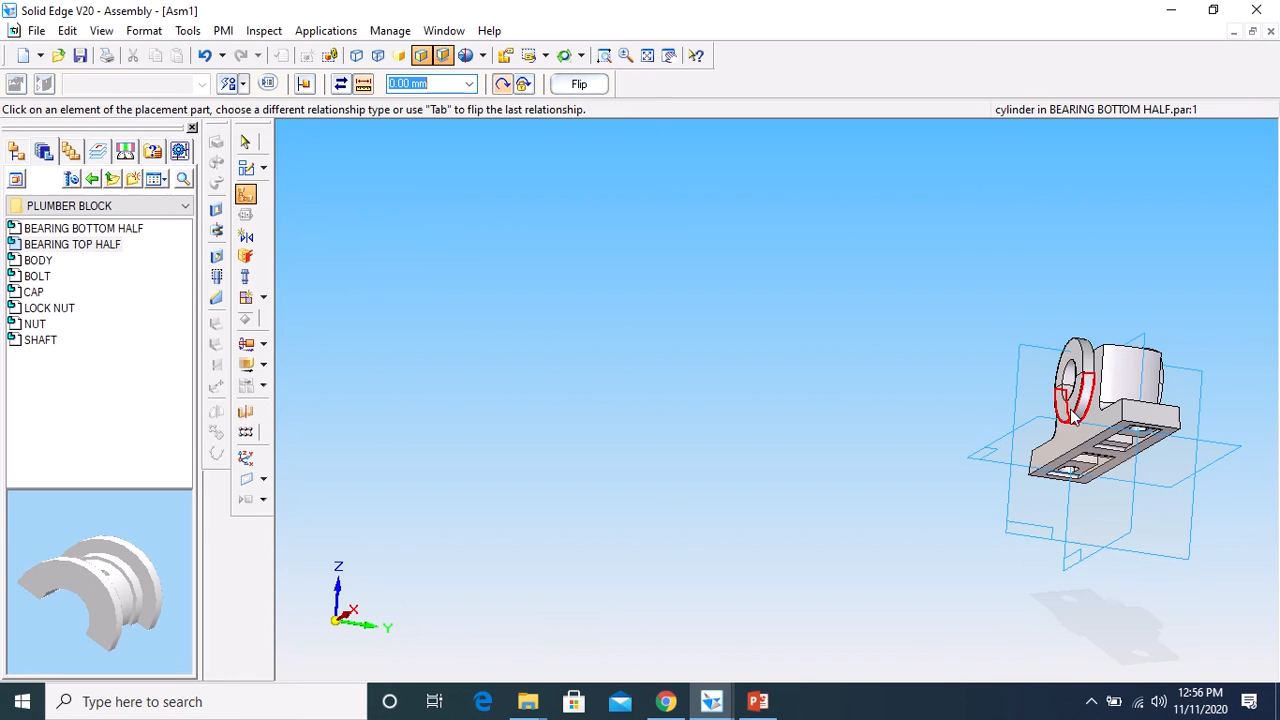 Solid Edge V20 - Assembly - [Asm1]
File Edit View Format Tools PMI Inspect Applications Manage Window Help
0.00 mm Flip
Click on an element of the placement part, choose a different relationship type or use "Tab" to flip the last relationship. cylinder in BEARING BOTTOM HALF.par:1
PLUMBER BLOCK
BEARING BOTTOM HALF
BEARING TOP HALF
BODY
BOLT
CAP
LOCK NUT
NUT
SHAFT
Z
X
Y
Type here to search
12:56 PM
11/11/2020